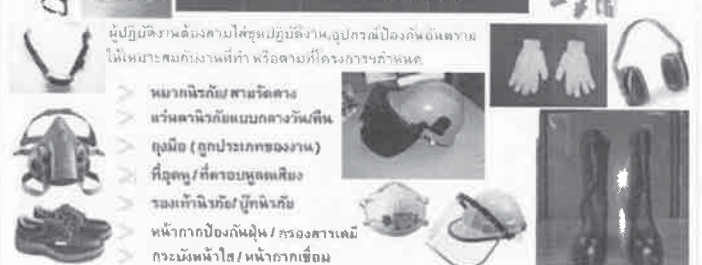 ผู้ปฏิบัติงานต้องสวมใส่ชุดปฏิบัติงาน,อุปกรณ์ป้องกันอันตราย
ให้เหมาะสมกับงานที่ทำ หรือตามที่โครงการฯกำหนด
หมวกนิรภัย/ สายรัดคาง
แว่นตานิรภัยแบบกลางวัน/คืน
ถุงมือ (ถูกประเภทของงาน)
ที่อุดหู/ที่ครอบหูลดเสียง
รองเท้านิรภัย/บู๊ทนิรภัย
หน้ากากป้องกันฝุ่น / กรองสารเคมี
กระบังหน้าใส / หน้ากากเชื่อม